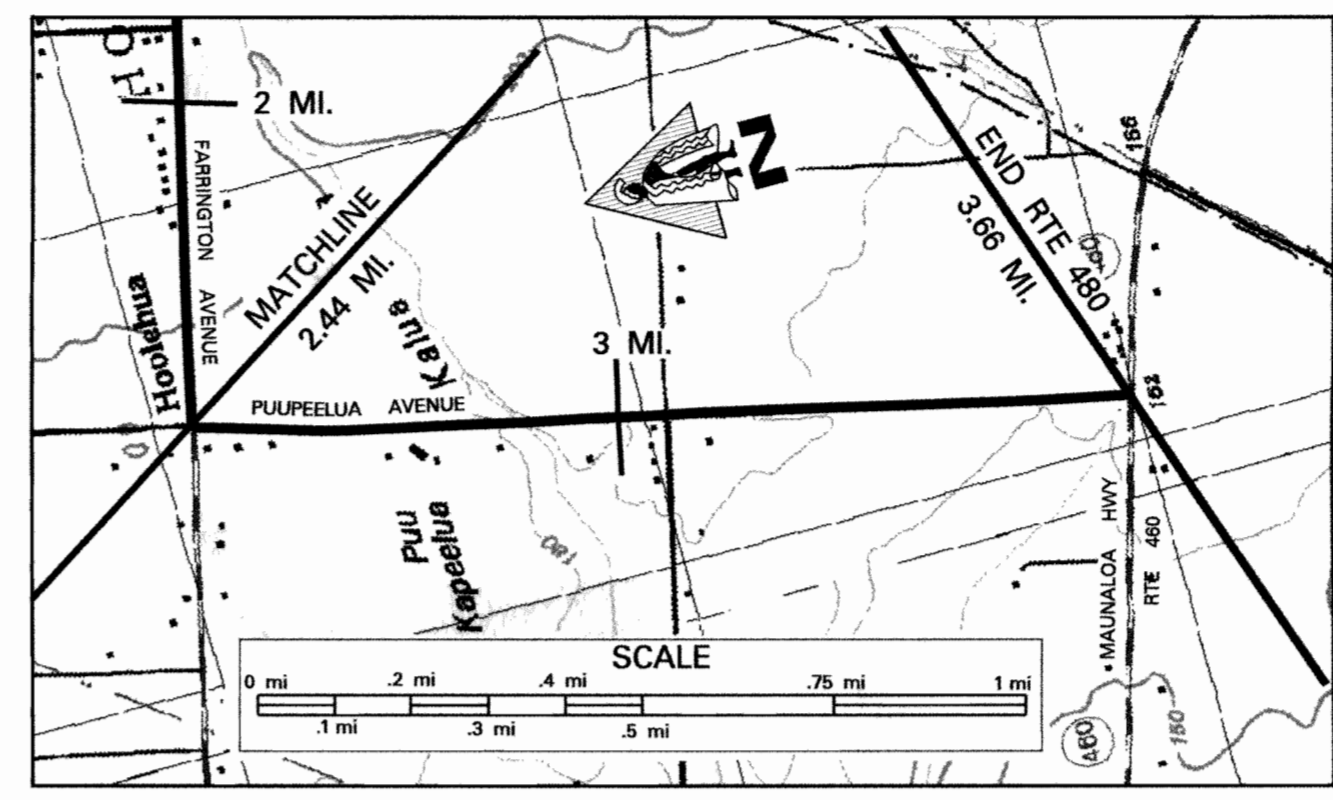 HO
2 MI.
FARRINGTON AVENUE
MATCHLINE
2.44 MI.
N
END RTE 480
3.66 MI.
166
Hoolehua
Kalua
3 MI.
PUUPEELUA AVENUE
162
Puu
Kapeelua
180
MAUNALOA HWY
RTE 460
SCALE
0 mi .2 mi .4 mi .75 mi 1 mi
.1 mi .3 mi .5 mi
460
150